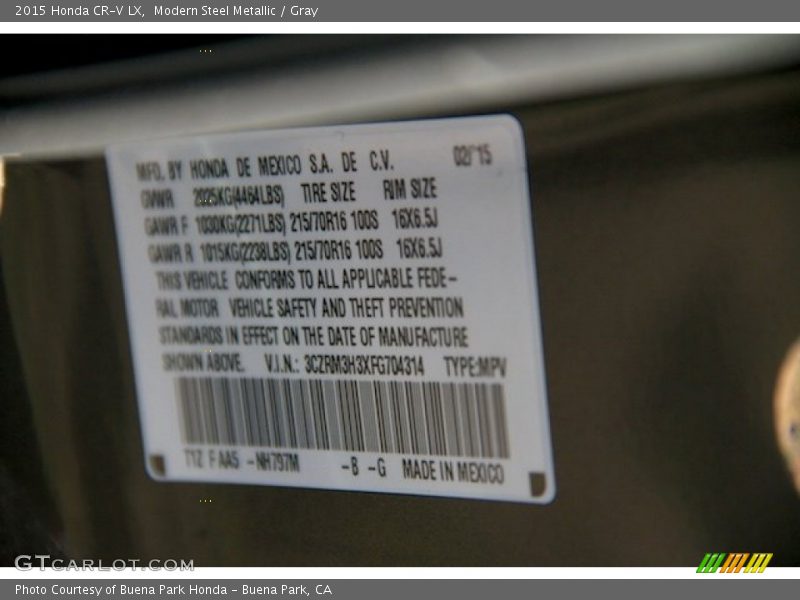 2015 Honda CR-V LX, Modern Steel Metallic / Gray
MFD. BY HONDA DE MEXICO S.A. DE C.V. 02/15
GVWR 2025KG(4464LBS) TIRE SIZE RIM SIZE
GAWR F 1030KG(2271LBS) 215/70R16 100S 16X6.5J
GAWR R 1015KG(2238LBS) 215/70R16 100S 16X6.5J
THIS VEHICLE CONFORMS TO ALL APPLICABLE FEDE-
RAL MOTOR VEHICLE SAFETY AND THEFT PREVENTION
STANDARDS IN EFFECT ON THE DATE OF MANUFACTURE
SHOWN ABOVE. V.I.N.: 3CZRM3H3XFG704314 TYPE:MPV
T1Z F AA5 -NH797M -B -G MADE IN MEXICO
GTCARLOT.COM
Photo Courtesy of Buena Park Honda - Buena Park, CA